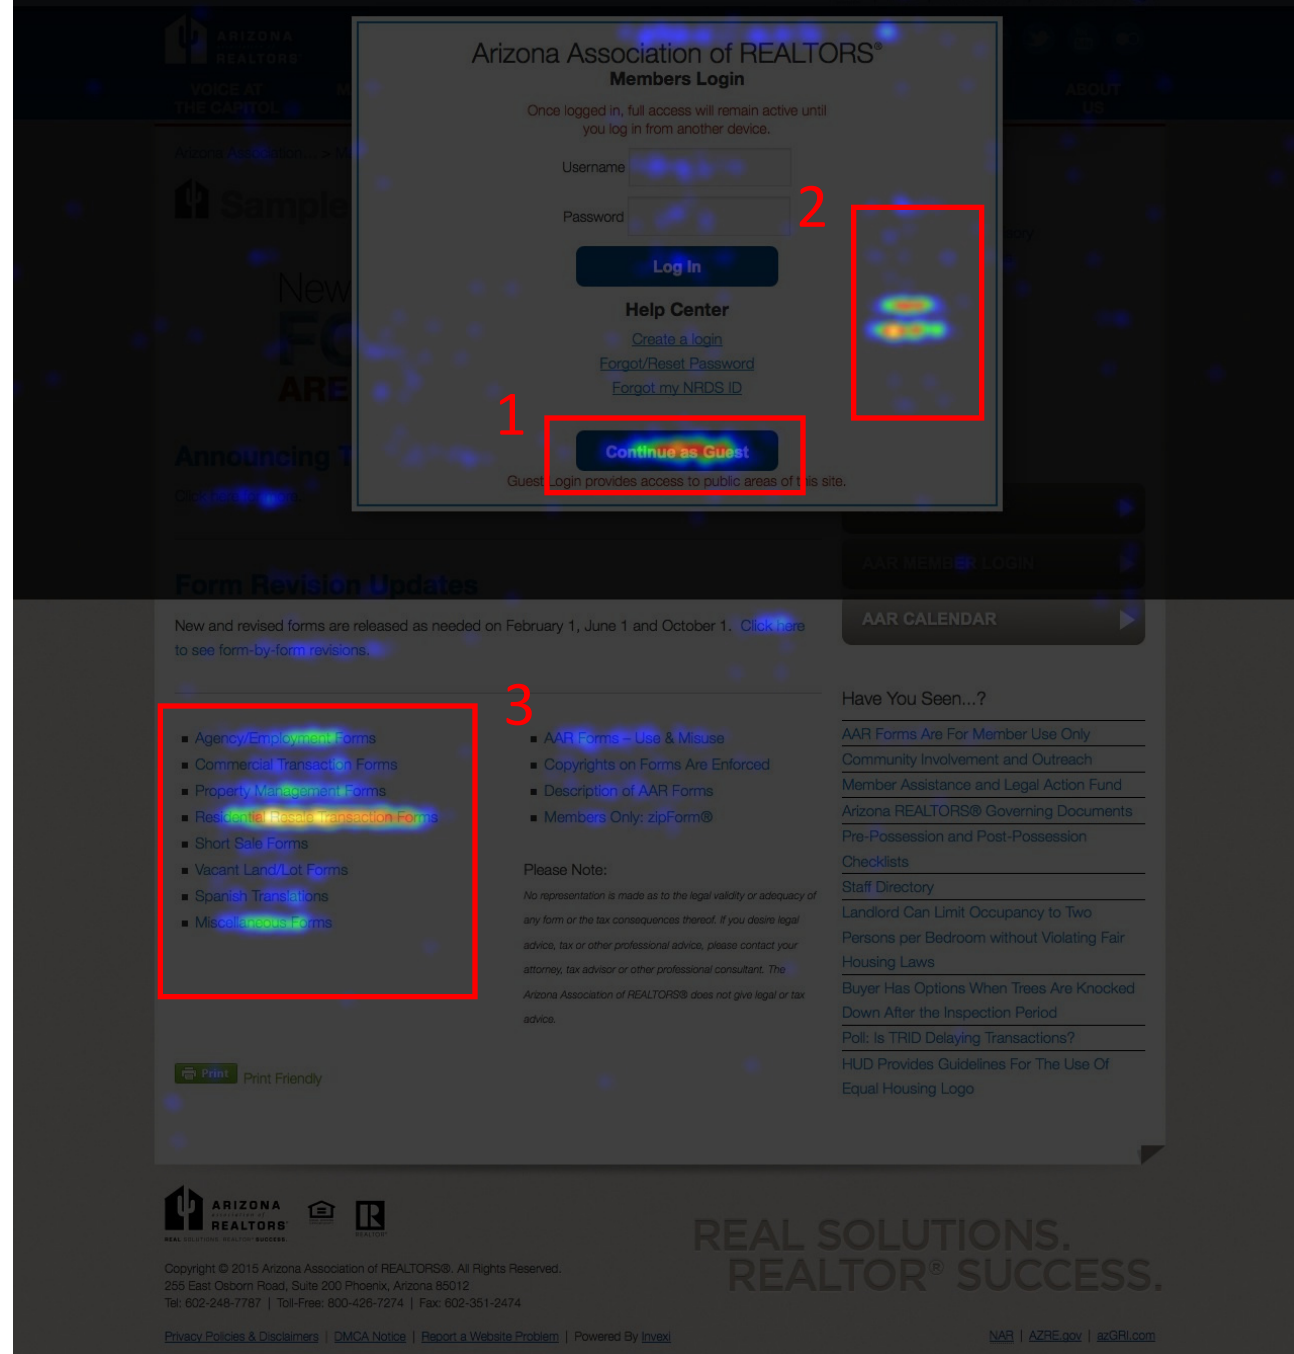 ARIZONA
REALTORS
Arizona Association of REALTORS®
Members Login
VOICE AT
THE CAPITOL
ABOUT
US
Once logged in, full access will remain active until
you log in from another device.
Arizona Association... > M
Username
Sample
Password
2
Log In
New
FO
ARE
Help Center
Create a login
Forgot/Reset Password
Forgot my NRDS ID
1
Continue as Guest
Guest Login provides access to public areas of this site.
Announcing T
AAR MEMBER LOGIN
Form Revision Updates
New and revised forms are released as needed on February 1, June 1 and October 1. Click here
to see form-by-form revisions.
AAR CALENDAR
3
Agency/Employment Forms
Commercial Transaction Forms
Property Management Forms
Residential Resale Transaction Forms
Short Sale Forms
Vacant Land/Lot Forms
Spanish Translations
Miscellaneous Forms
AAR Forms – Use & Misuse
Copyrights on Forms Are Enforced
Description of AAR Forms
Members Only: zipForm®
Please Note:
No representation is made as to the legal validity or adequacy of
any form or the tax consequences thereof. If you desire legal
advice, tax or other professional advice, please contact your
attorney, tax advisor or other professional consultant. The
Arizona Association of REALTORS® does not give legal or tax
advice.
Have You Seen...?
AAR Forms Are For Member Use Only
Community Involvement and Outreach
Member Assistance and Legal Action Fund
Arizona REALTORS® Governing Documents
Pre-Possession and Post-Possession
Checklists
Staff Directory
Landlord Can Limit Occupancy to Two
Persons per Bedroom without Violating Fair
Housing Laws
Buyer Has Options When Trees Are Knocked
Down After the Inspection Period
Poll: Is TRID Delaying Transactions?
HUD Provides Guidelines For The Use Of
Equal Housing Logo
Print Print Friendly
ARIZONA
association of
REALTORS®
REAL SOLUTIONS. REALTOR® SUCCESS.
REALTOR®
REAL SOLUTIONS.
REALTOR® SUCCESS.
Copyright © 2015 Arizona Association of REALTORS®. All Rights Reserved.
255 East Osborn Road, Suite 200 Phoenix, Arizona 85012
Tel: 602-248-7787 | Toll-Free: 800-426-7274 | Fax: 602-351-2474
Privacy Policies & Disclaimers | DMCA Notice | Report a Website Problem | Powered By Invexi
NAR | AZRE.gov | azGRI.com